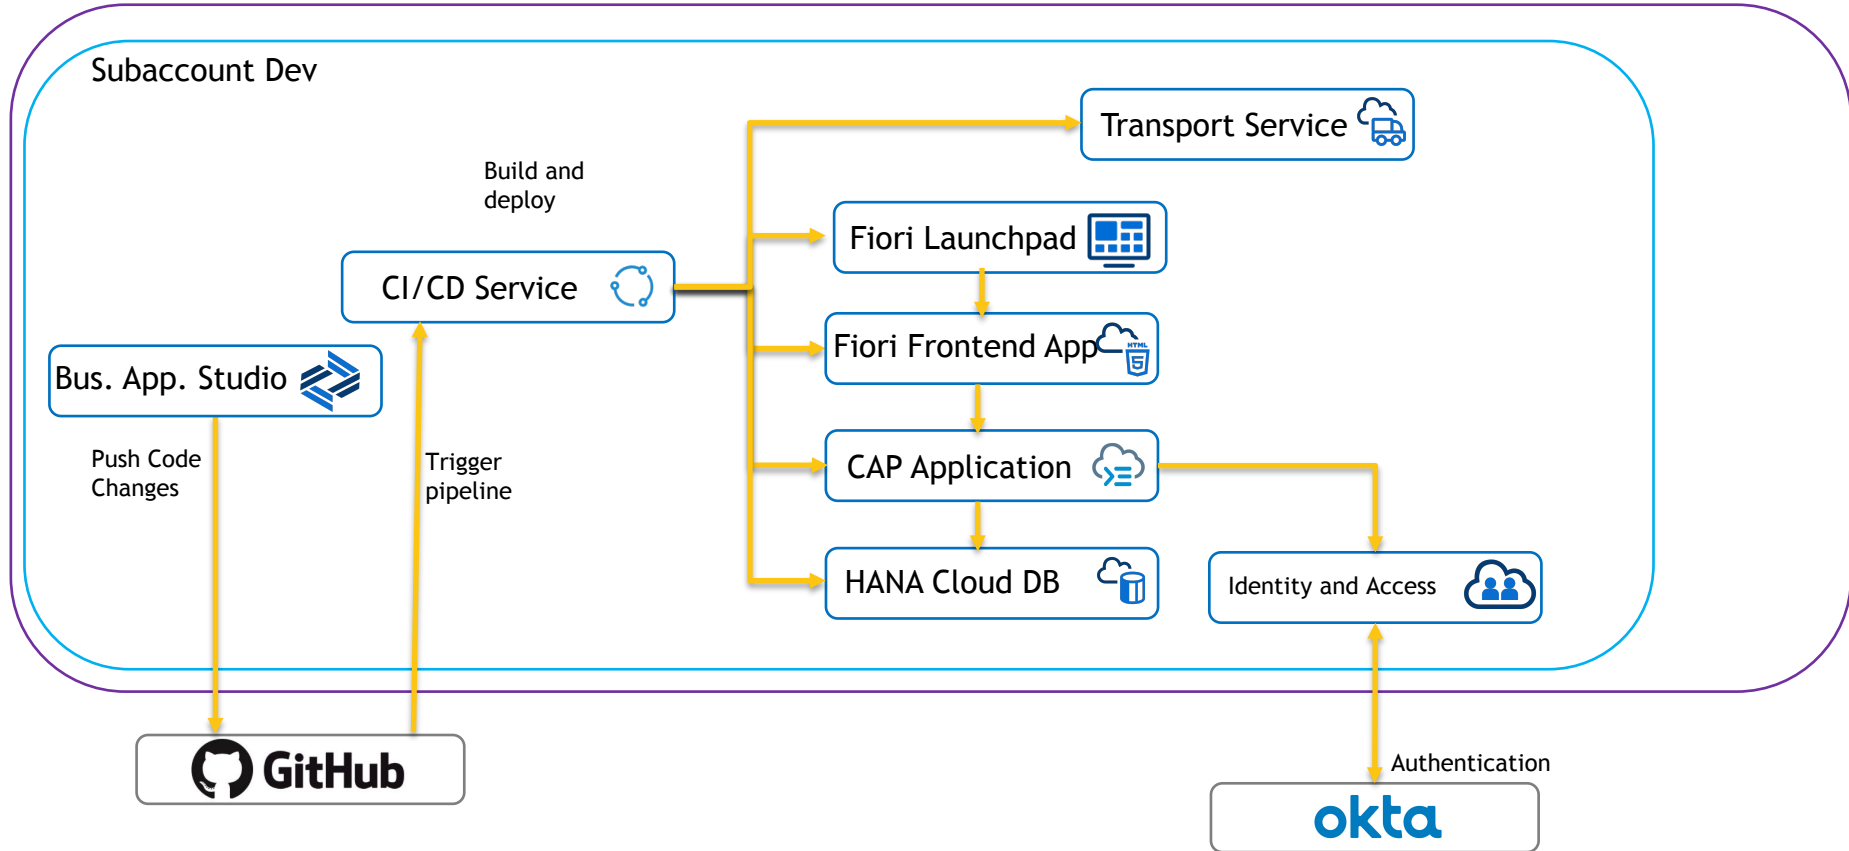 Subaccount Dev
Transport Service
Build and
deploy
Fiori Launchpad
CI/CD Service
Fiori Frontend App
HTML
5
Bus. App. Studio
Push Code
Changes
Trigger
pipeline
CAP Application
HANA Cloud DB
Identity and Access
GitHub
Authentication
okta